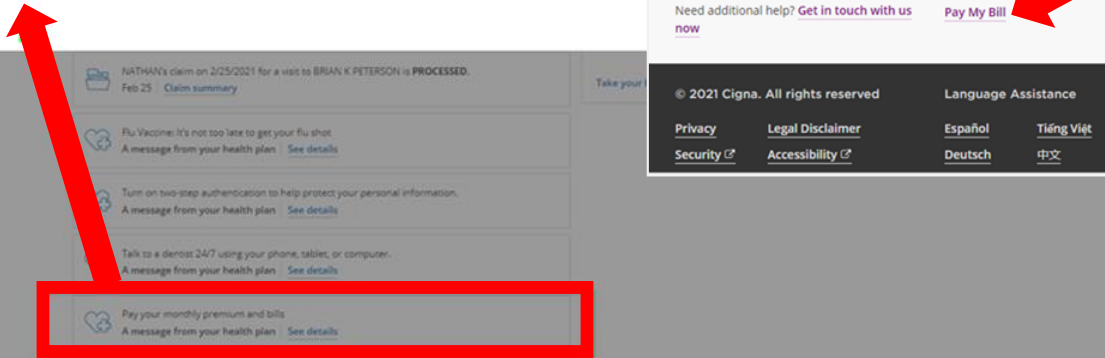 Need additional help? Get in touch with us now
Pay My Bill
NATHAN's claim on 2/25/2021 for a visit to BRIAN K PETERSON is PROCESSED.
Feb 25 Claim summary
Take your
Flu Vaccine: It's not too late to get your flu shot
A message from your health plan See details
Turn on two-step authentication to help protect your personal information.
A message from your health plan See details
Talk to a dentist 24/7 using your phone, tablet, or computer.
A message from your health plan See details
Pay your monthly premium and bills
A message from your health plan See details
© 2021 Cigna. All rights reserved
Language Assistance
Privacy Legal Disclaimer
Español Tiếng Việt
Security Accessibility
Deutsch 中文